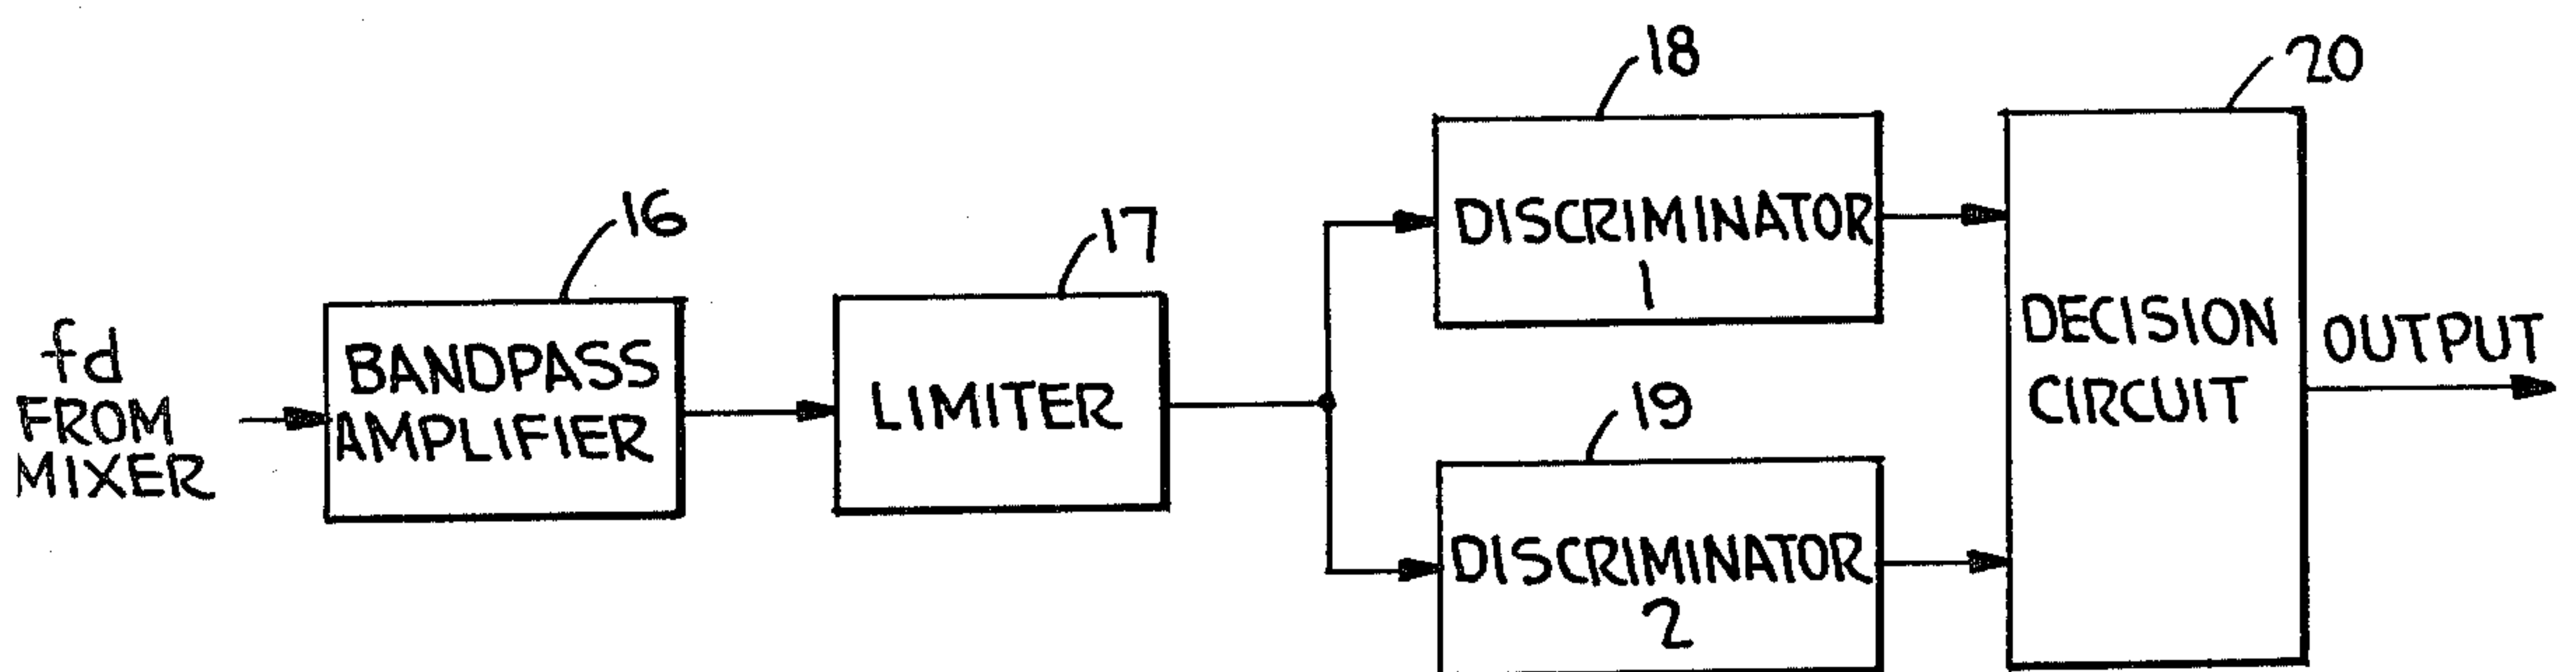 fd
FROM
MIXER
16
BANDPASS
AMPLIFIER
17
LIMITER
18
DISCRIMINATOR
1
19
DISCRIMINATOR
2
20
DECISION
CIRCUIT
OUTPUT